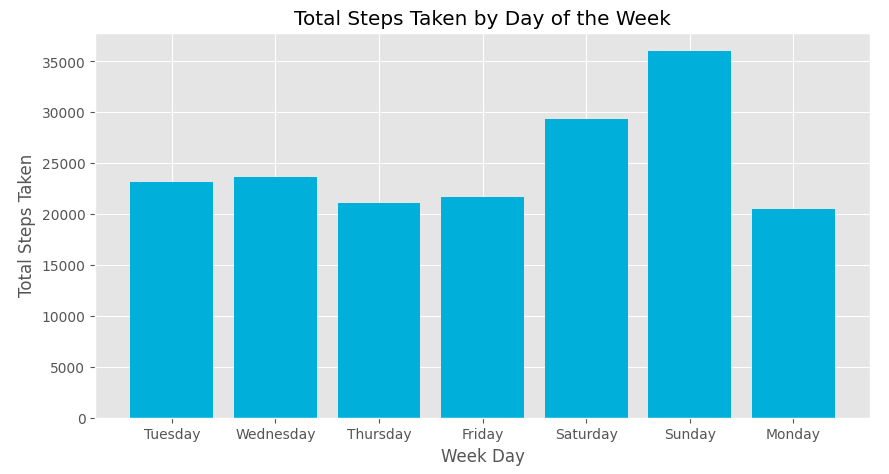 Total Steps Taken by Day of the Week
Total Steps Taken
35000
30000
25000
20000
15000
10000
5000
0
Tuesday Wednesday Thursday Friday Saturday Sunday Monday
Week Day